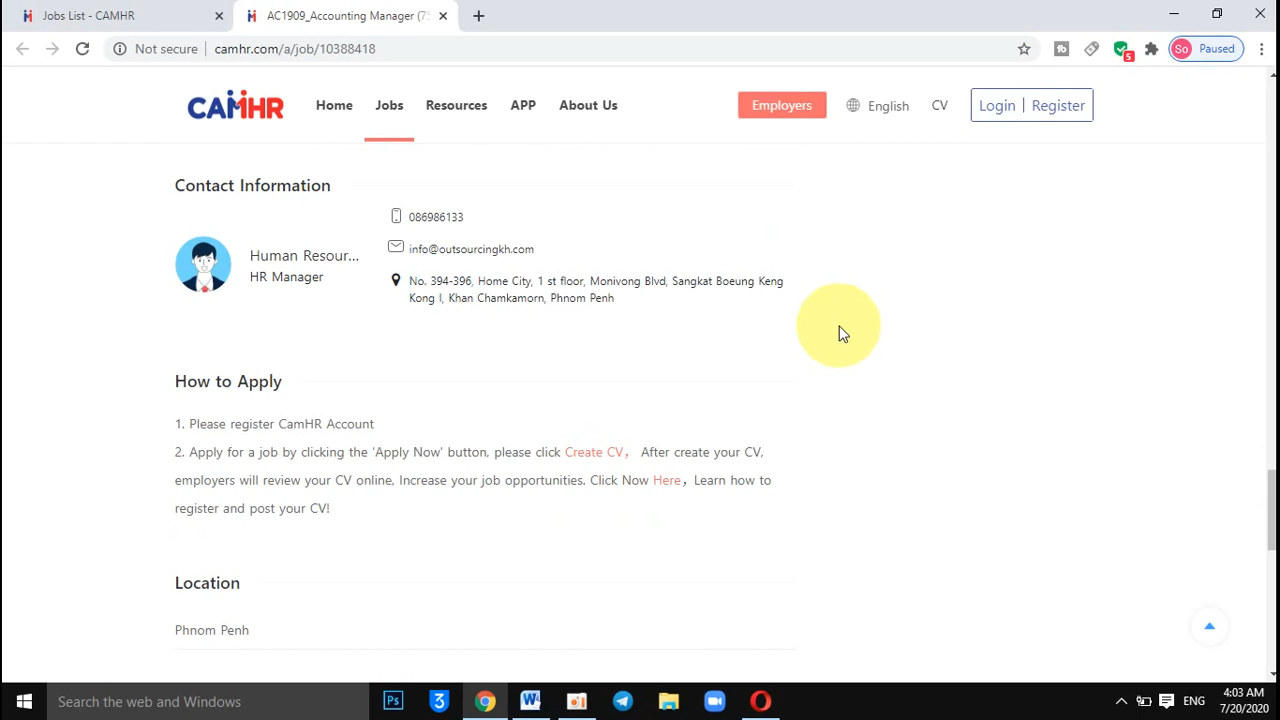 Jobs List - CAMHR
AC1909_Accounting Manager (75
Not secure
camhr.com/a/job/10388418
5
So
Paused
CAMHR
Home
Jobs
Resources
APP
About Us
Employers
English
CV
Login | Register
Contact Information
086986133
info@outsourcingkh.com
Human Resour...
HR Manager
No. 394-396, Home City, 1 st floor, Monivong Blvd, Sangkat Boeung Keng
Kong I, Khan Chamkamorn, Phnom Penh
How to Apply
1. Please register CamHR Account
2. Apply for a job by clicking the 'Apply Now' button, please click Create CV， After create your CV,
employers will review your CV online, Increase your job opportunities. Click Now Here，Learn how to
register and post your CV!
Location
Phnom Penh
Search the web and Windows
Ps
3
W
ENG
4:03 AM
7/20/2020